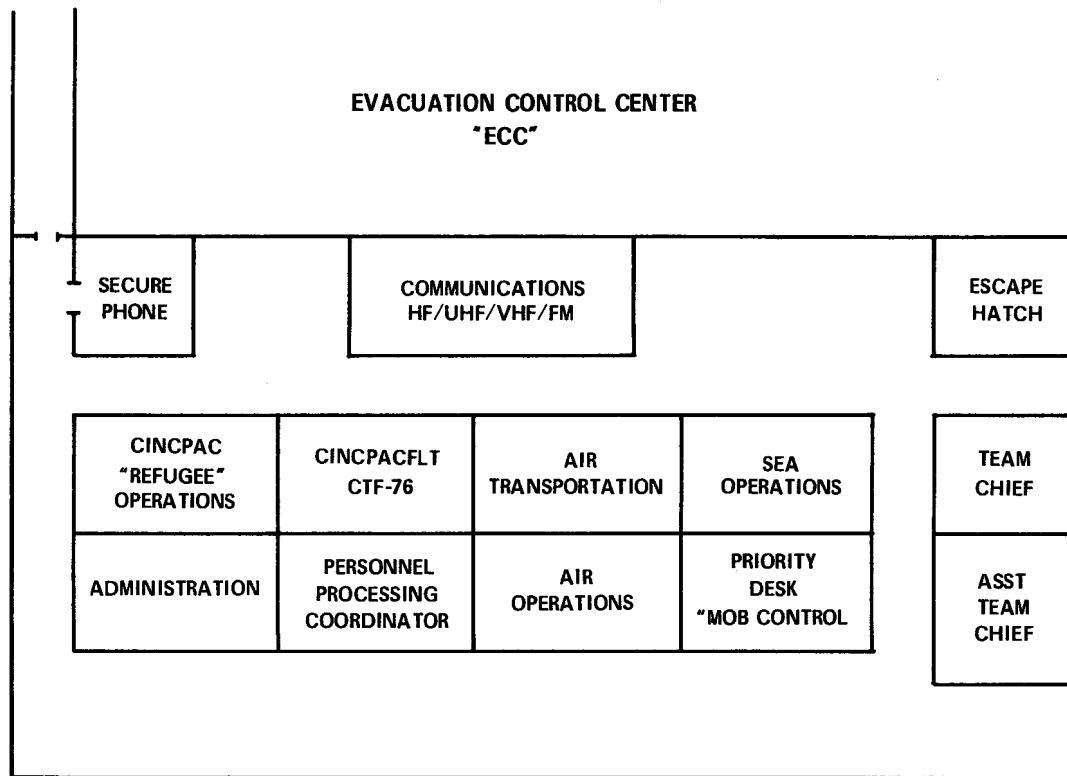 EVACUATION CONTROL CENTER
"ECC"
SECURE
PHONE
COMMUNICATIONS
HF/UHF/VHF/FM
ESCAPE
HATCH
CINCPAC
"REFUGEE"
OPERATIONS
CINCPACFLT
CTF-76
AIR
TRANSPORTATION
SEA
OPERATIONS
TEAM
CHIEF
ADMINISTRATION
PERSONNEL
PROCESSING
COORDINATOR
AIR
OPERATIONS
PRIORITY
DESK
"MOB CONTROL
ASST
TEAM
CHIEF